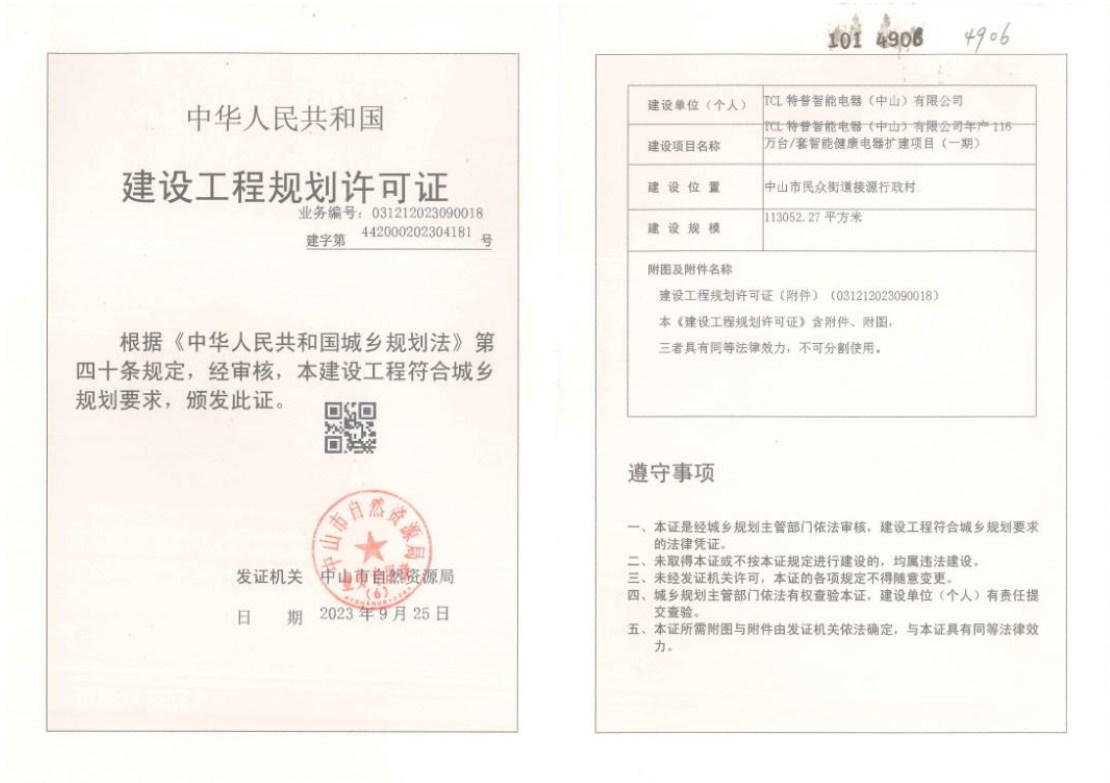 中华人民共和国
建设工程规划许可证
业务编号：031212023090018
建字第 442000202304181 号
根据《中华人民共和国城乡规划法》第
四十条规定，经审核，本建设工程符合城乡
规划要求，颁发此证。
中山市自然资源局
(6)
发证机关 中山市自然资源局
日 期 2023 年 9 月 25 日
101 4906 4906
建设单位（个人） TCL 特普智能电器（中山）有限公司
建设项目名称 TCL 特普智能电器（中山）有限公司年产 116
万台/套智能健康电器扩建项目（一期）
建设位置 中山市民众街道接源行政村
建设规模 113052.27 平方米
附图及附件名称
建设工程规划许可证（附件）（031212023090018）
本《建设工程规划许可证》含附件、附图，
三者具有同等法律效力，不可分割使用。
遵守事项
一、本证是经城乡规划主管部门依法审核，建设工程符合城乡规划要求
的法律凭证。
二、未取得本证或不按本证规定进行建设的，均属违法建设。
三、未经发证机关许可，本证的各项规定不得随意变更。
四、城乡规划主管部门依法有权查验本证，建设单位（个人）有责任提
交查验。
五、本证所需附图与附件由发证机关依法确定，与本证具有同等法律效
力。